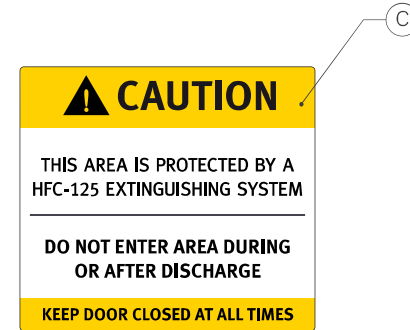 C
CAUTION
THIS AREA IS PROTECTED BY A
HFC-125 EXTINGUISHING SYSTEM
DO NOT ENTER AREA DURING
OR AFTER DISCHARGE
KEEP DOOR CLOSED AT ALL TIMES